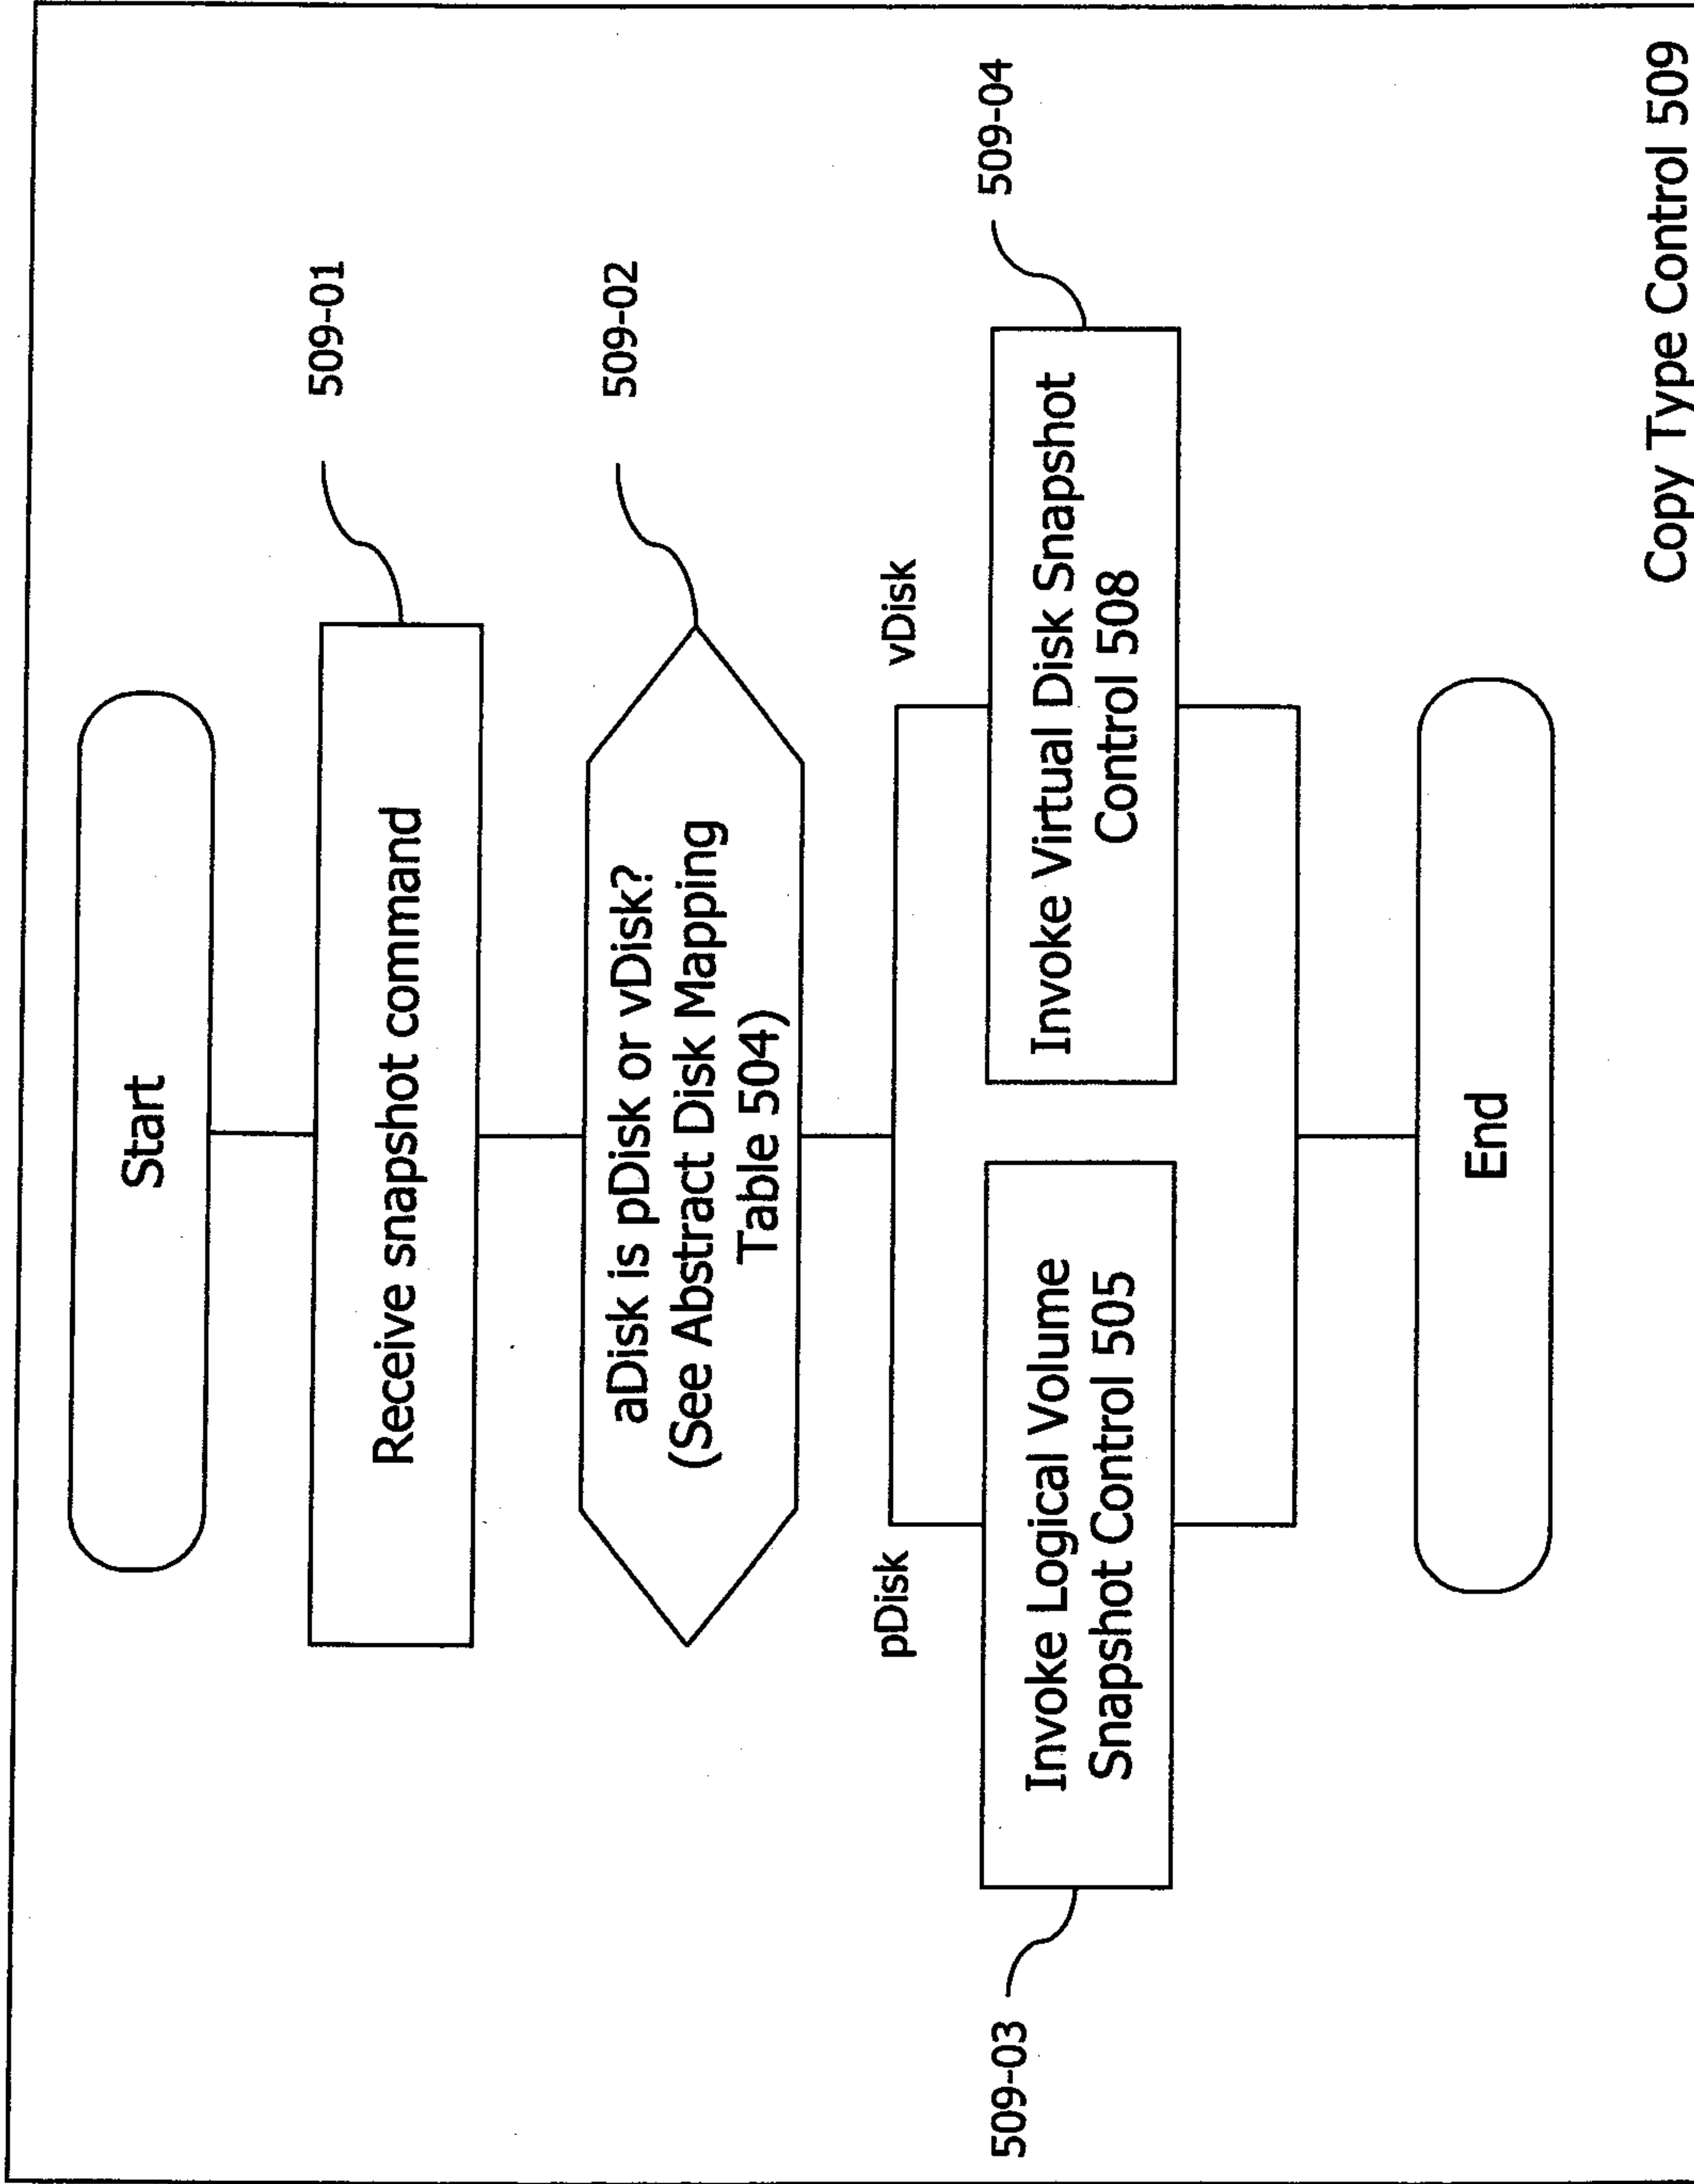 Start
Receive snapshot command
509-01
aDisk is pDisk or vDisk?
(See Abstract Disk Mapping
Table 504)
509-02
pDisk
vDisk
Invoke Logical Volume
Snapshot Control 505
509-03
Invoke Virtual Disk Snapshot
Control 508
509-04
End
Copy Type Control 509